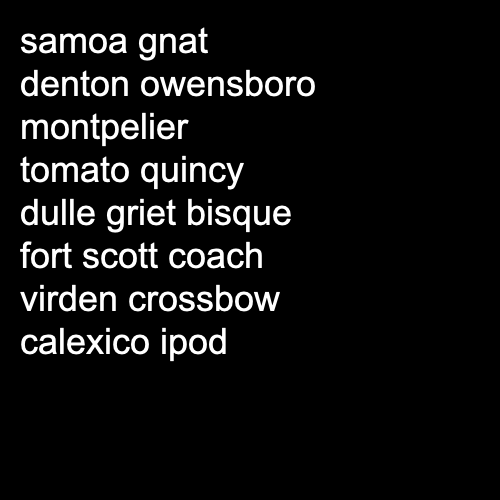 samoa gnat
denton owensboro
montpelier
tomato quincy
dulle griet bisque
fort scott coach
virden crossbow
calexico ipod